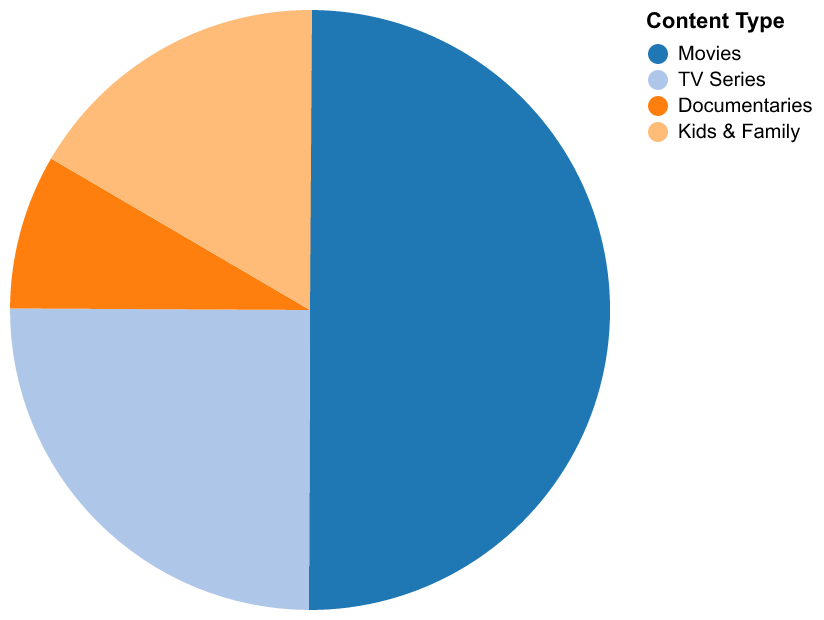 Content Type
Movies
TV Series
Documentaries
Kids & Family